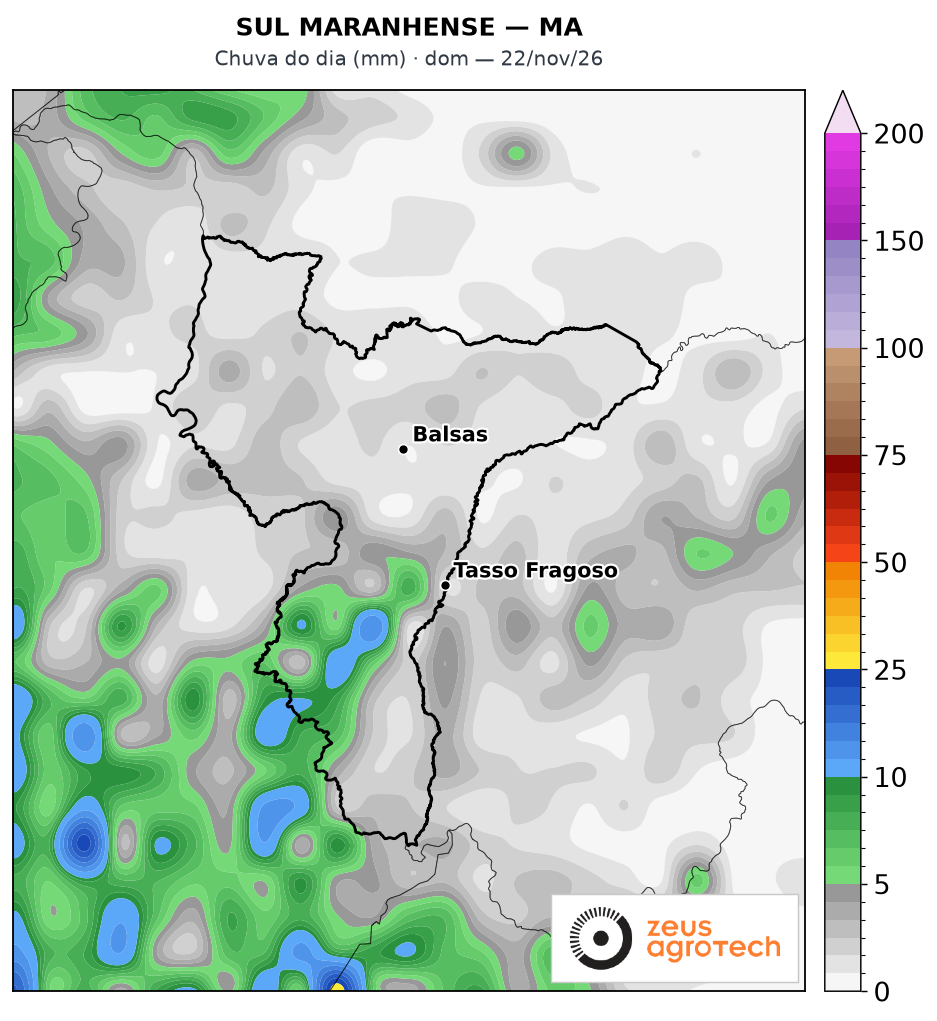 SUL MARANHENSE — MA
Chuva do dia (mm) · dom — 22/nov/26
200
150
100
75
50
25
10
5
0
Balsas
Tasso Fragoso
zeus
agrotech